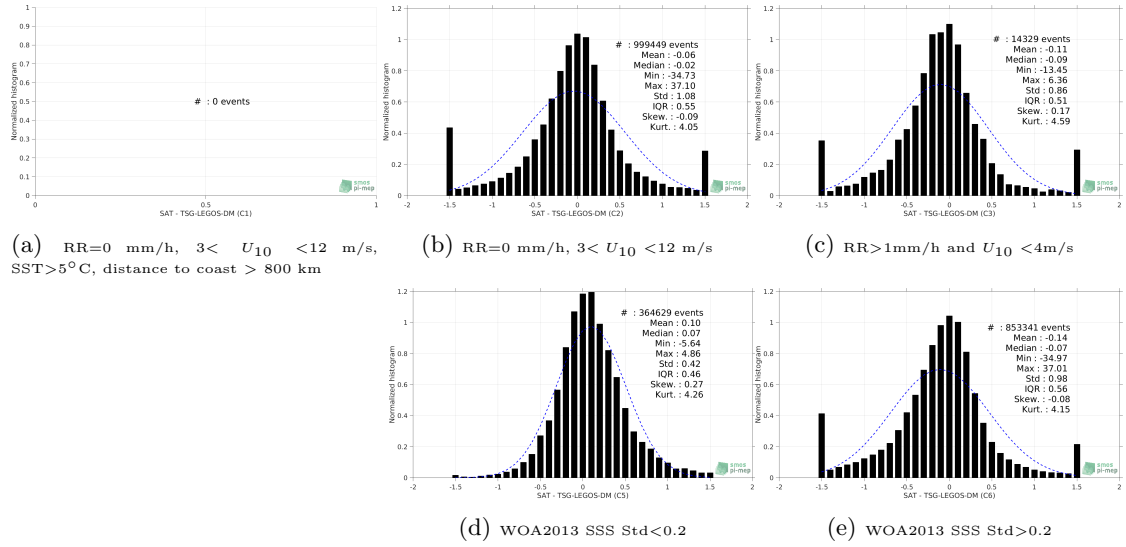 Normalized histogram
1
0.9
0.8
0.7
0.6
0.5
0.4
0.3
0.2
0.1
0
# : 0 events
smos
pi-mep
0 0.5 1
SAT - TSG-LEGOS-DM (C1)
(a) RR=0 mm/h, 3< U10 <12 m/s,
SST>5°C, distance to coast > 800 km
Normalized histogram
1.2
1
0.8
0.6
0.4
0.2
0
# : 999449 events
Mean : -0.06
Median : -0.02
Min : -34.73
Max : 37.10
Std : 1.08
IQR : 0.55
Skew. : -0.09
Kurt. : 4.05
smos
pi-mep
-2 -1.5 -1 -0.5 0 0.5 1 1.5 2
SAT - TSG-LEGOS-DM (C2)
(b) RR=0 mm/h, 3< U10 <12 m/s
Normalized histogram
1.2
1
0.8
0.6
0.4
0.2
0
# : 14329 events
Mean : -0.11
Median : -0.09
Min : -13.45
Max : 6.36
Std : 0.86
IQR : 0.51
Skew. : 0.17
Kurt. : 4.59
smos
pi-mep
-2 -1.5 -1 -0.5 0 0.5 1 1.5 2
SAT - TSG-LEGOS-DM (C3)
(c) RR>1mm/h and U10 <4m/s
Normalized histogram
1.2
1
0.8
0.6
0.4
0.2
0
# : 364629 events
Mean : 0.10
Median : 0.07
Min : -5.64
Max : 4.86
Std : 0.42
IQR : 0.46
Skew. : 0.27
Kurt. : 4.26
smos
pi-mep
-2 -1.5 -1 -0.5 0 0.5 1 1.5 2
SAT - TSG-LEGOS-DM (C5)
(d) WOA2013 SSS Std<0.2
Normalized histogram
1.2
1
0.8
0.6
0.4
0.2
0
# : 853341 events
Mean : -0.14
Median : -0.07
Min : -34.97
Max : 37.01
Std : 0.98
IQR : 0.56
Skew. : -0.08
Kurt. : 4.15
smos
pi-mep
-2 -1.5 -1 -0.5 0 0.5 1 1.5 2
SAT - TSG-LEGOS-DM (C6)
(e) WOA2013 SSS Std>0.2